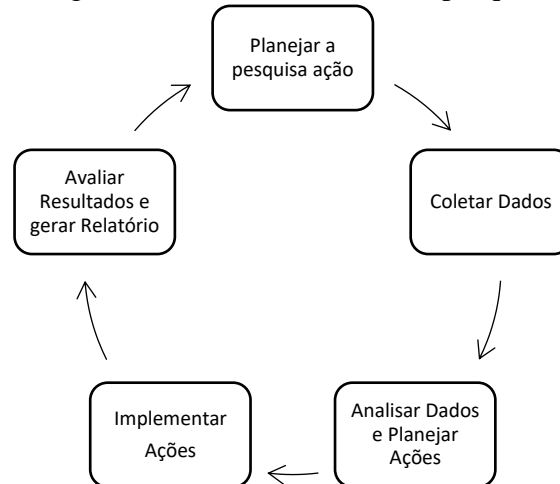 Planejar a
pesquisa ação
Coletar Dados
Analisar Dados
e Planejar
Ações
Implementar
Ações
Avaliar
Resultados e
gerar Relatório